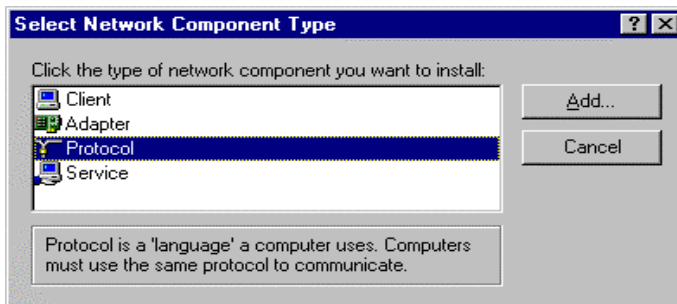 Select Network Component Type
Click the type of network component you want to install:
Client
Add...
Adapter
Protocol
Cancel
Service
Protocol is a 'language' a computer uses. Computers
must use the same protocol to communicate.